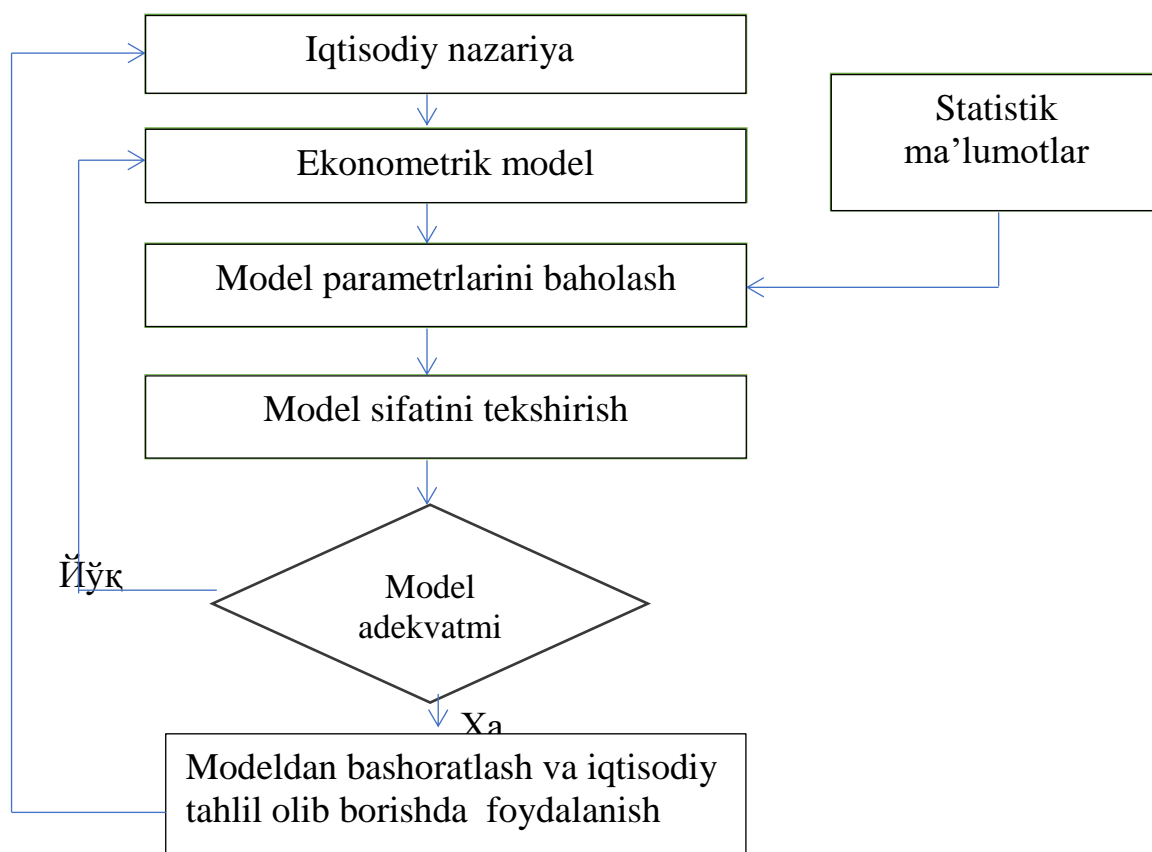 Iqtisodiy nazariya
Statistik
ma’lumotlar
Ekonometrik model
Model parametrlarini baholash
Model sifatini tekshirish
Йўқ
Model
adekvatmi
Ҳа
Modeldan bashoratlash va iqtisodiy
tahlil olib borishda foydalanish